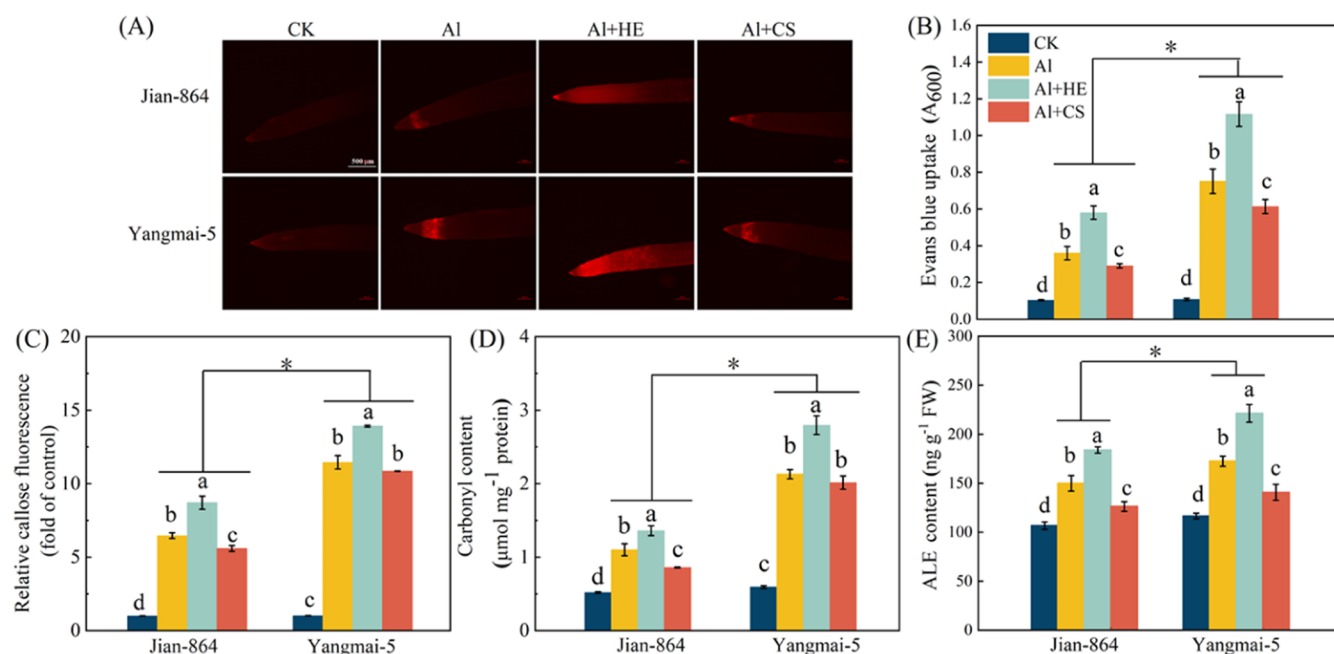 (A)
CK
Al
Al+HE
Al+CS
Jian-864
500 μm
Yangmai-5
(B)
Evans blue uptake (A600)
1.6
1.4
1.2
1.0
0.8
0.6
0.4
0.2
0.0
CK
Al
Al+HE
Al+CS
*
d
b
a
c
d
b
a
c
(C)
Relative callose fluorescence
(fold of control)
20
15
10
5
0
*
d
b
a
c
c
b
a
b
Jian-864
Yangmai-5
(D)
Carbonyl content
(μmol mg-1 protein)
4
3
2
1
0
*
d
b
a
c
c
b
a
b
Jian-864
Yangmai-5
(E)
ALE content (ng g-1 FW)
300
250
200
150
100
50
0
*
d
b
a
c
d
b
a
c
Jian-864
Yangmai-5